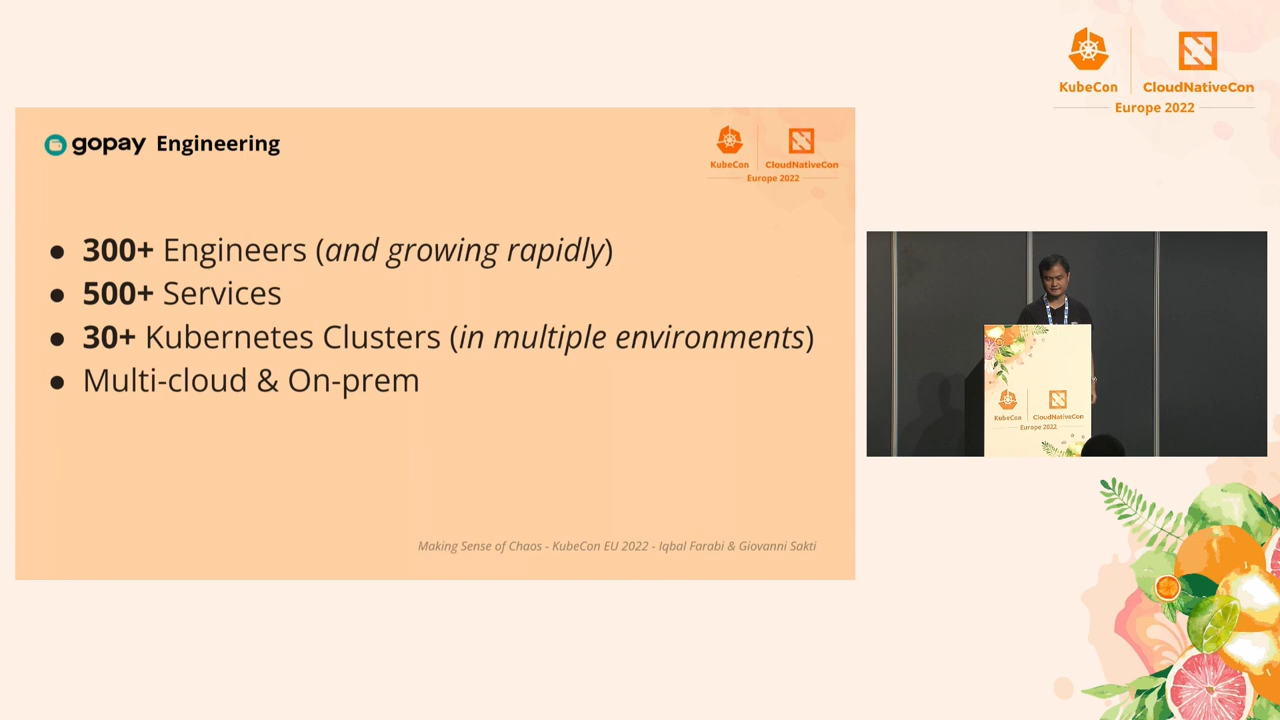 KubeCon
CloudNativeCon
Europe 2022
gopay Engineering
KubeCon
CloudNativeCon
Europe 2022
● 300+ Engineers (and growing rapidly)
● 500+ Services
● 30+ Kubernetes Clusters (in multiple environments)
● Multi-cloud & On-prem
Making Sense of Chaos - KubeCon EU 2022 - Iqbal Farabi & Giovanni Sakti
KubeCon
CloudNativeCon
Europe 2022